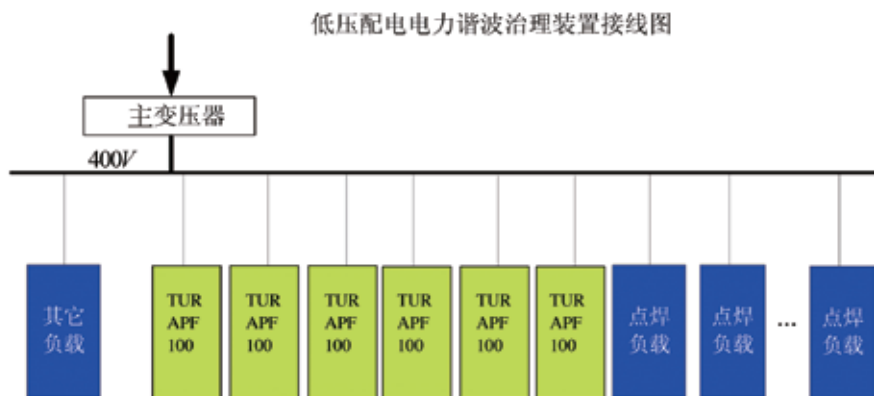 低压配电电力谐波治理装置接线图
主变压器
400V
其它
负载
TUR
APF
100
TUR
APF
100
TUR
APF
100
TUR
APF
100
TUR
APF
100
TUR
APF
100
点焊
负载
点焊
负载
...
点焊
负载